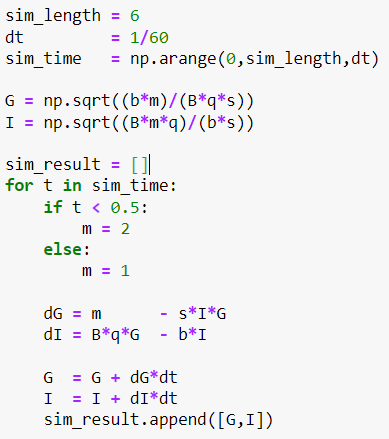 sim_length = 6
dt         = 1/60
sim_time   = np.arange(0,sim_length,dt)

G = np.sqrt((b*m)/(B*q*s))
I = np.sqrt((B*m*q)/(b*s))

sim_result = []
for t in sim_time:
    if t < 0.5:
        m = 2
    else:
        m = 1

    dG = m     - s*I*G
    dI = B*q*G - b*I

    G  = G + dG*dt
    I  = I + dI*dt
    sim_result.append([G,I])